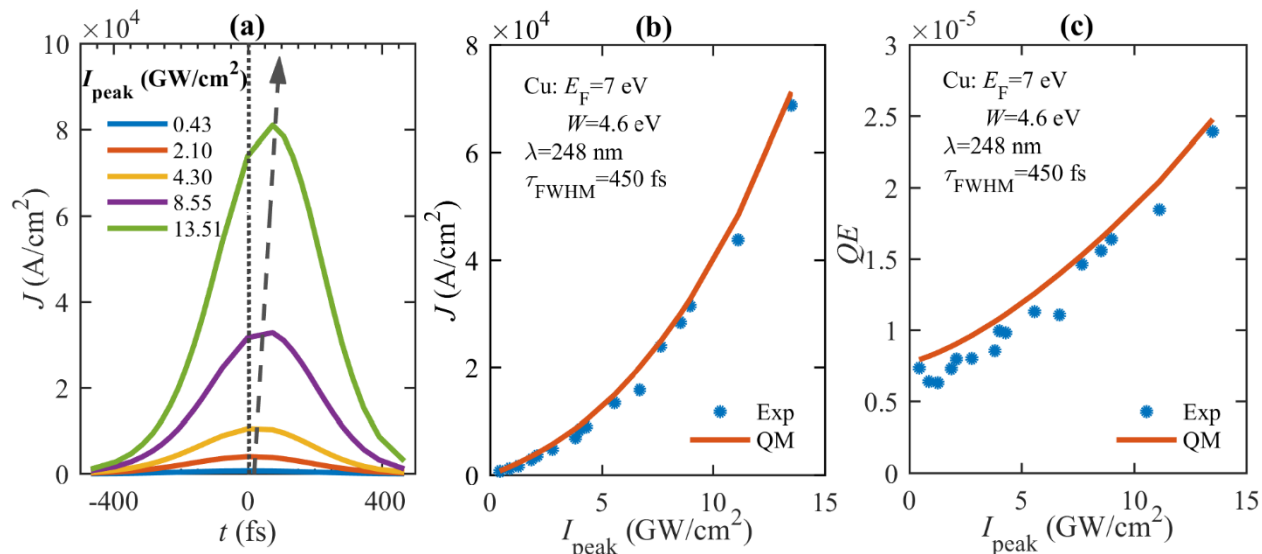 (a)
×10⁴
10
8
6
4
2
0
J (A/cm²)
I_peak (GW/cm²)
0.43
2.10
4.30
8.55
13.51
-400
0
400
t (fs)
(b)
×10⁴
8
6
4
2
0
J (A/cm²)
Cu: E_F=7 eV
W=4.6 eV
λ=248 nm
τ_FWHM=450 fs
Exp
QM
0
5
10
15
I_peak (GW/cm²)
(c)
×10⁻⁵
3
2.5
2
1.5
1
0.5
0
QE
Cu: E_F=7 eV
W=4.6 eV
λ=248 nm
τ_FWHM=450 fs
Exp
QM
0
5
10
15
I_peak (GW/cm²)